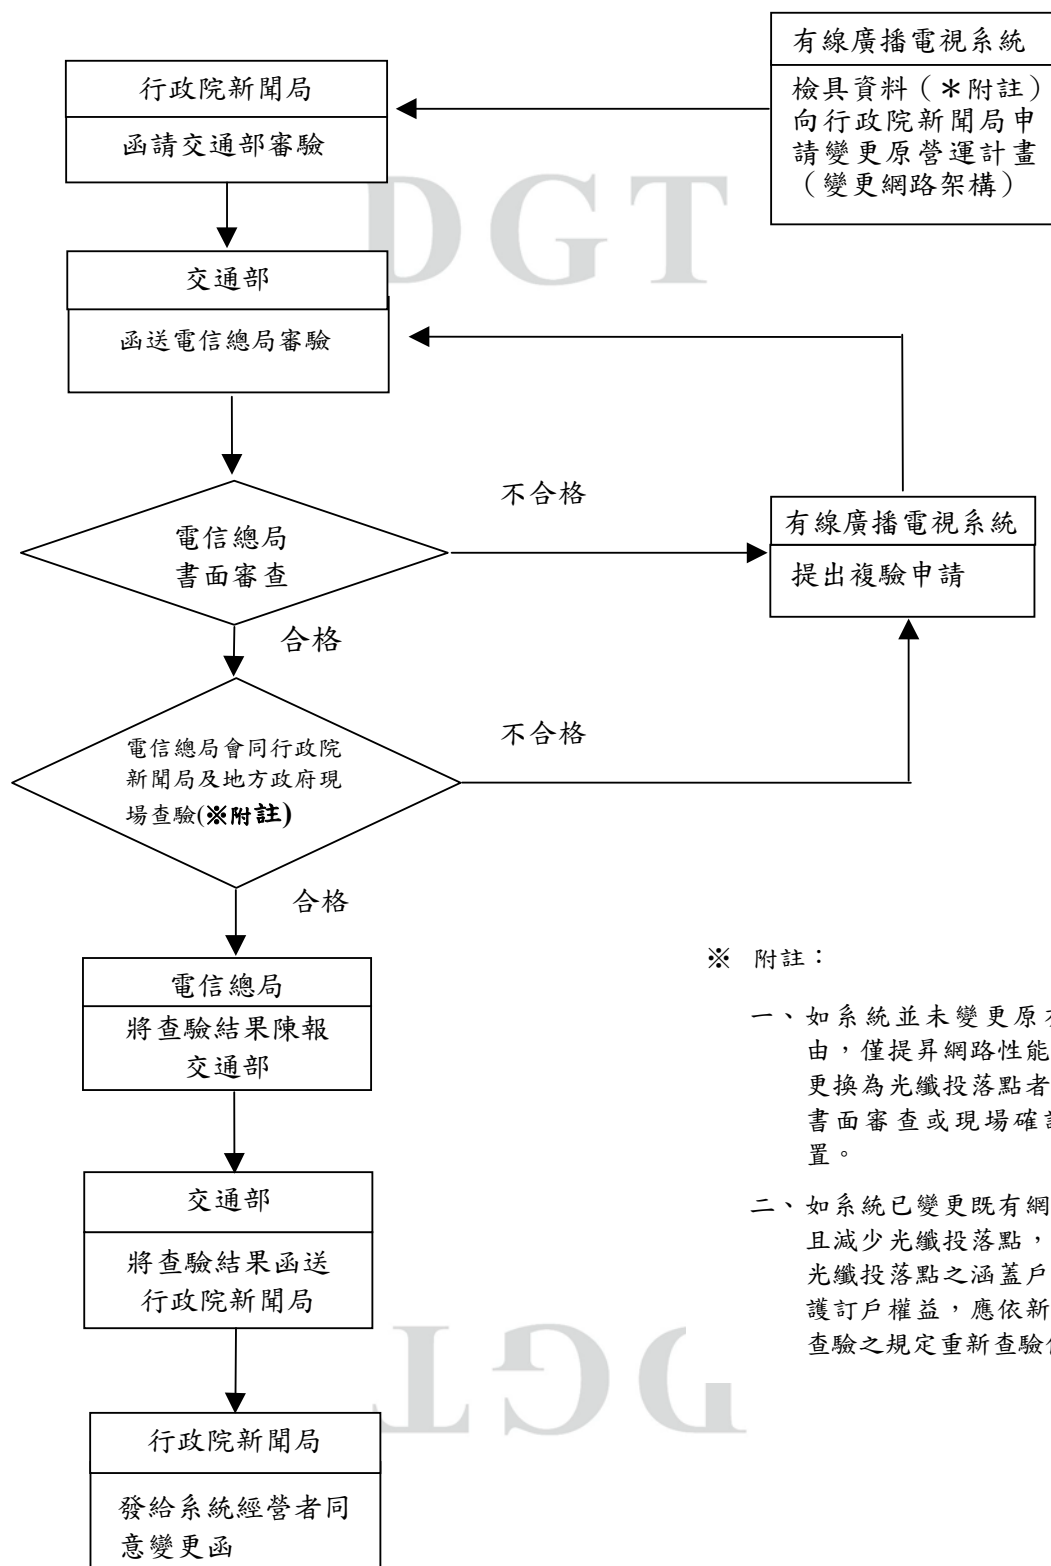 有線廣播電視系統
檢具資料（＊附註）
向行政院新聞局申
請變更原營運計畫
（變更網路架構）
行政院新聞局
函請交通部審驗
DGT
交通部
函送電信總局審驗
電信總局
書面審查
不合格
有線廣播電視系統
提出複驗申請
合格
電信總局會同行政院
新聞局及地方政府現
場查驗(※附註)
不合格
合格
電信總局
將查驗結果陳報
交通部
※ 附註：
一、如系統並未變更原
由，僅提昇網路性能
更換為光纖投落點者
書面審查或現場確
置。
二、如系統已變更既有網
且減少光纖投落點，
光纖投落點之涵蓋戶
護訂戶權益，應依新
查驗之規定重新查驗
交通部
將查驗結果函送
行政院新聞局
DGT
行政院新聞局
發給系統經營者同
意變更函